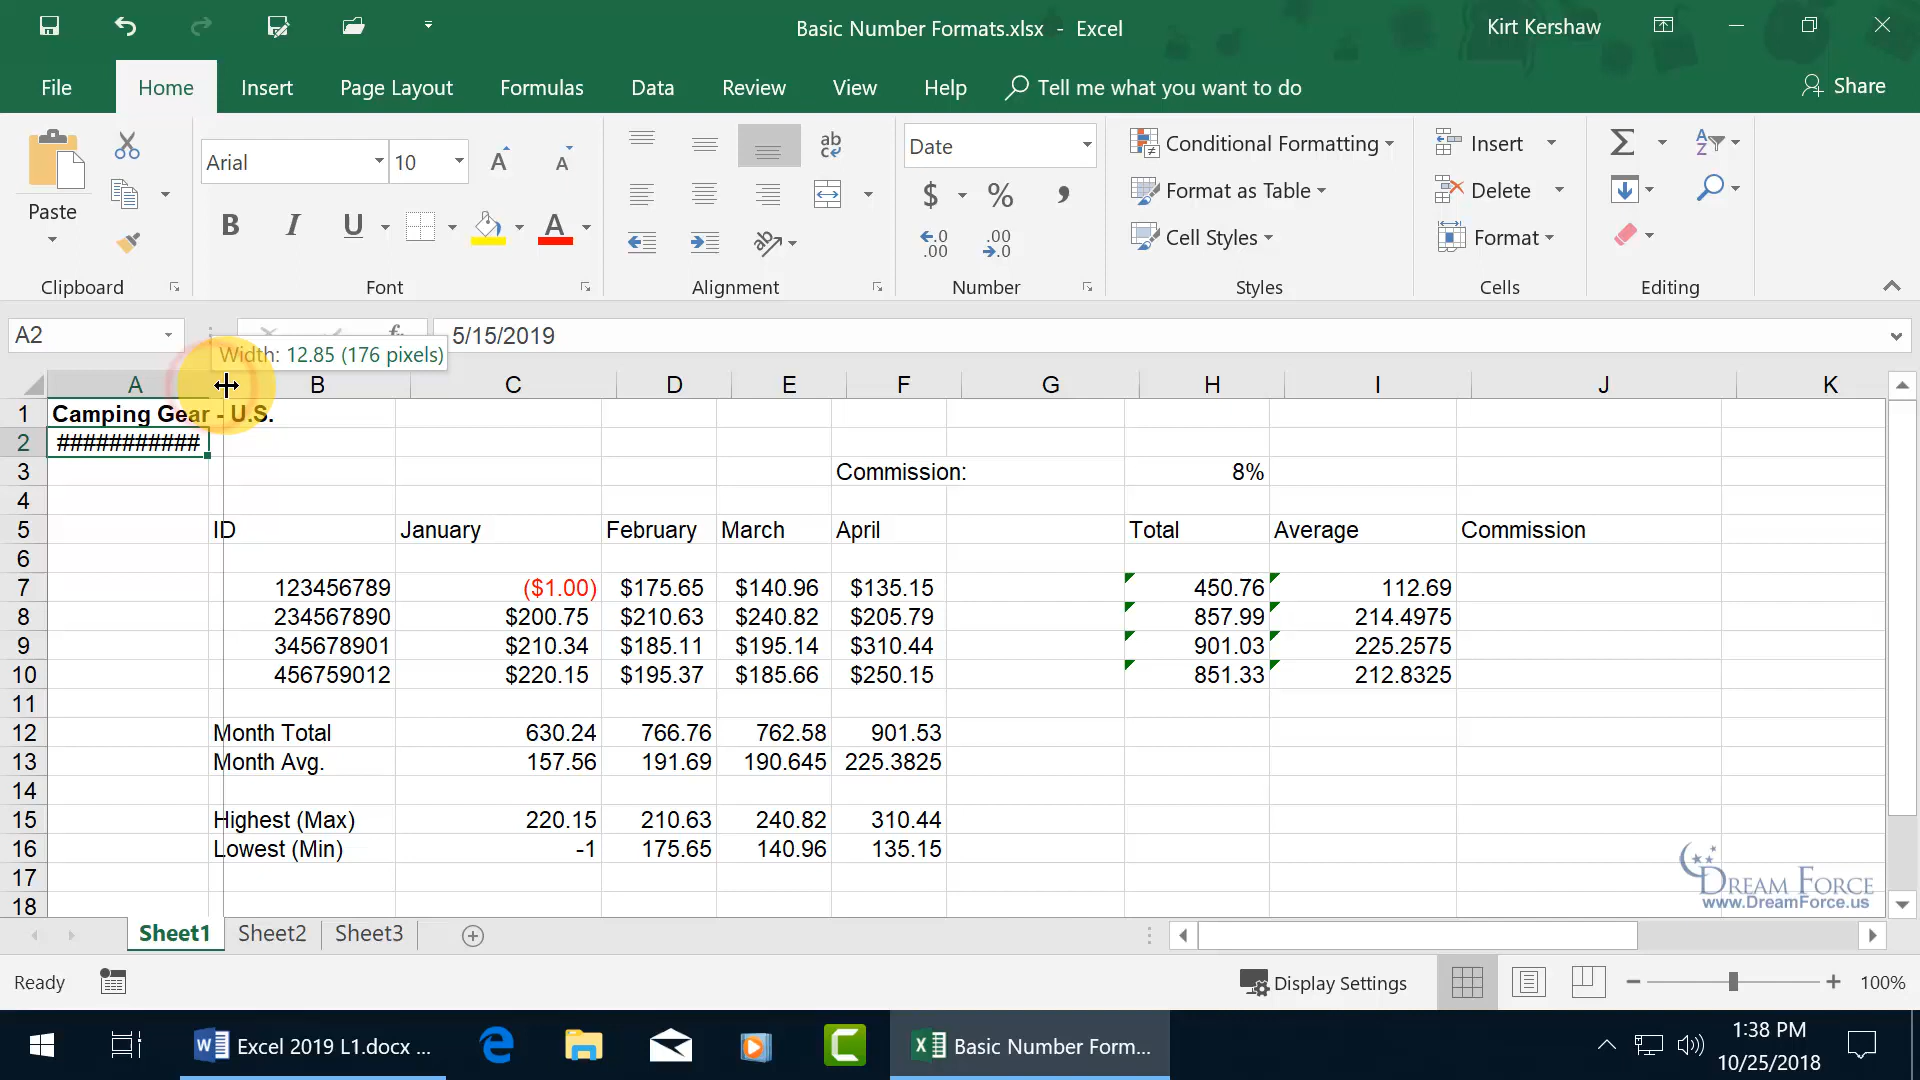 Basic Number Formats.xlsx - Excel
Kirt Kershaw
File Home Insert Page Layout Formulas Data Review View Help Tell me what you want to do Share
Paste
Clipboard
Arial 10
B I U A
Font
ab
Alignment
Date
$ % ,
.0 .00
.00 .0
Number
Conditional Formatting
Format as Table
Cell Styles
Styles
Insert
Delete
Format
Cells
Editing
A2 5/15/2019
Width: 12.85 (176 pixels)
A B C D E F G H I J K
1 Camping Gear - U.S.
2 ###########
3 Commission: 8%
4
5 ID January February March April Total Average Commission
6
7 123456789 ($1.00) $175.65 $140.96 $135.15 450.76 112.69
8 234567890 $200.75 $210.63 $240.82 $205.79 857.99 214.4975
9 345678901 $210.34 $185.11 $195.14 $310.44 901.03 225.2575
10 456759012 $220.15 $195.37 $185.66 $250.15 851.33 212.8325
11
12 Month Total 630.24 766.76 762.58 901.53
13 Month Avg. 157.56 191.69 190.645 225.3825
14
15 Highest (Max) 220.15 210.63 240.82 310.44
16 Lowest (Min) -1 175.65 140.96 135.15
17
18
DREAM FORCE
www.DreamForce.us
Sheet1 Sheet2 Sheet3
Ready Display Settings 100%
Excel 2019 L1.docx ... Basic Number Form...
1:38 PM
10/25/2018